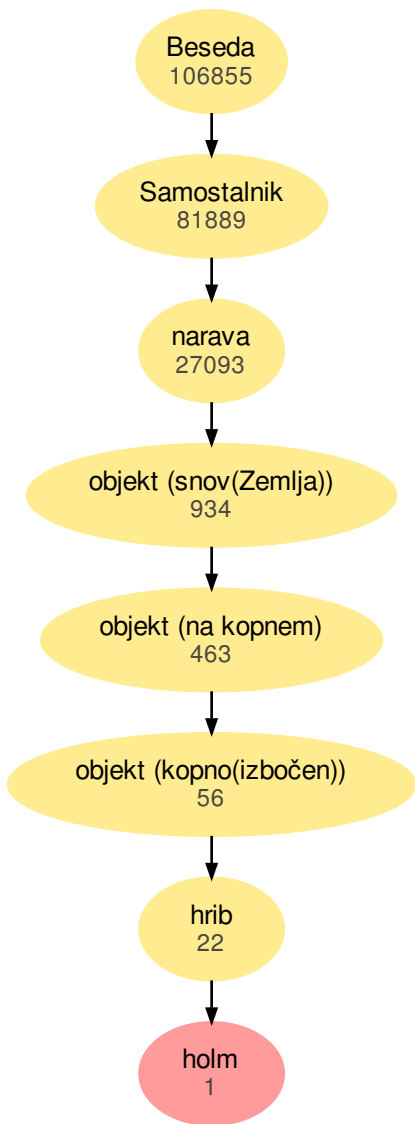 Beseda
106855
Samostalnik
81889
narava
27093
objekt (snov(Zemlja))
934
objekt (na kopnem)
463
objekt (kopno(izbočen))
56
hrib
22
holm
1